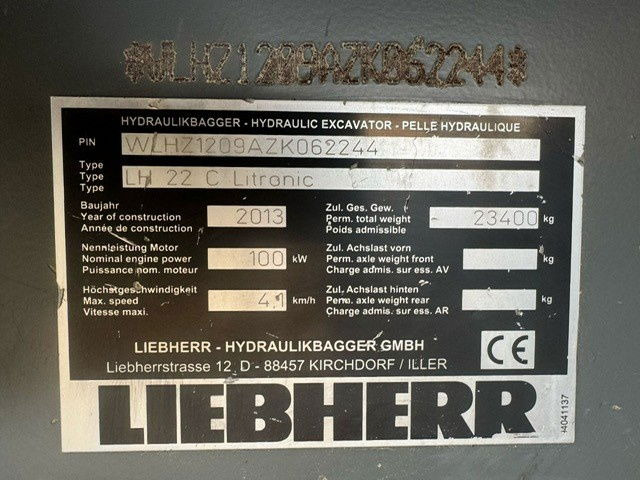 *WLHZ1209AZK062244*
HYDRAULIKBAGGER - HYDRAULIC EXCAVATOR - PELLE HYDRAULIQUE
PIN WLHZ1209AZK062244
Type
Type LH 22 C Litronic
Type
Baujahr
Year of construction 2013
Année de construction
Zul. Ges. Gew.
Perm. total weight 23400 kg
Poids admissible
Nennleistung Motor
Nominal engine power 100 kW
Puissance nom. moteur
Zul. Achslast vorn
Perm. axle weight front kg
Charge admis. sur ess. AV
Höchstgeschwindigkeit
Max. speed 4.1 km/h
Vitesse maxi.
Zul. Achslast hinten
Perm. axle weight rear kg
Charge admis. sur ess. AR
LIEBHERR - HYDRAULIKBAGGER GMBH
Liebherrstrasse 12, D - 88457 KIRCHDORF / ILLER
CE
LIEBHERR
H4041137